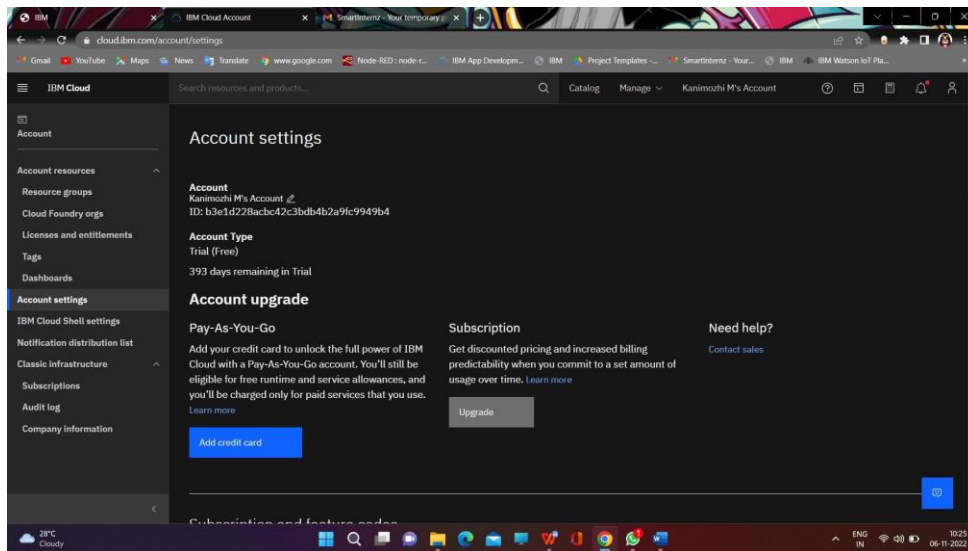 IBM
IBM Cloud Account
SmartInternz - Your temporary p
cloud.ibm.com/account/settings
Gmail YouTube Maps News Translate www.google.com Node-RED : node-r... IBM App Developm... IBM Project Templates -... SmartInternz - Your... IBM IBM Watson IoT Pla...
IBM Cloud
Search resources and products...
Catalog Manage Kanimozhi M's Account
Account
Account resources
Resource groups
Cloud Foundry orgs
Licenses and entitlements
Tags
Dashboards
Account settings
IBM Cloud Shell settings
Notification distribution list
Classic infrastructure
Subscriptions
Audit log
Company information
Account settings
Account
Kanimozhi M's Account
ID: b3e1d228acbc42c3bdb4b2a9fc9949b4
Account Type
Trial (Free)
393 days remaining in Trial
Account upgrade
Pay-As-You-Go
Add your credit card to unlock the full power of IBM
Cloud with a Pay-As-You-Go account. You'll still be
eligible for free runtime and service allowances, and
you'll be charged only for paid services that you use.
Learn more
Add credit card
Subscription
Get discounted pricing and increased billing
predictability when you commit to a set amount of
usage over time. Learn more
Upgrade
Need help?
Contact sales
Subscription and feature codes
28°C
Cloudy
ENG
IN
10:25
06-11-2022